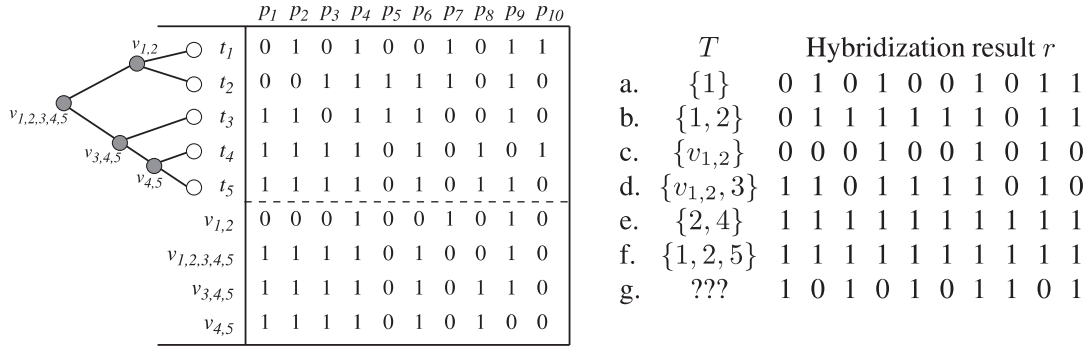 p1 p2 p3 p4 p5 p6 p7 p8 p9 p10
v1,2 t1 0 1 0 1 0 0 1 0 1 1
t2 0 0 1 1 1 1 1 0 1 0
v1,2,3,4,5 t3 1 1 0 1 1 1 0 0 1 0
v3,4,5 t4 1 1 1 1 0 1 0 1 0 1
v4,5 t5 1 1 1 1 0 1 0 1 1 0
v1,2 0 0 0 1 0 0 1 0 1 0
v1,2,3,4,5 1 1 1 1 0 1 0 0 1 0
v3,4,5 1 1 1 1 0 1 0 1 1 0
v4,5 1 1 1 1 0 1 0 1 0 0
T Hybridization result r
a. {1} 0 1 0 1 0 0 1 0 1 1
b. {1, 2} 0 1 1 1 1 1 1 0 1 1
c. {v1,2} 0 0 0 1 0 0 1 0 1 0
d. {v1,2, 3} 1 1 0 1 1 1 1 0 1 0
e. {2, 4} 1 1 1 1 1 1 1 1 1 1
f. {1, 2, 5} 1 1 1 1 1 1 1 1 1 1
g. ??? 1 0 1 0 1 0 1 1 0 1